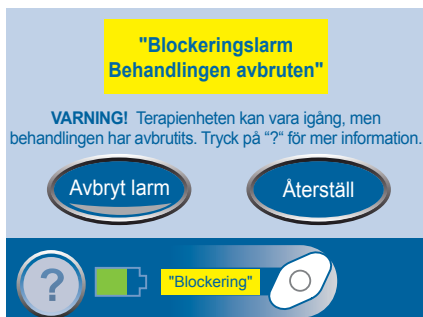 "Blockeringslarm
Behandlingen avbruten"
VARNING! Terapienheten kan vara igång, men
behandlingen har avbrutits. Tryck på “?“ för mer information.
Avbryt larm
Återställ
?
"Blockering"